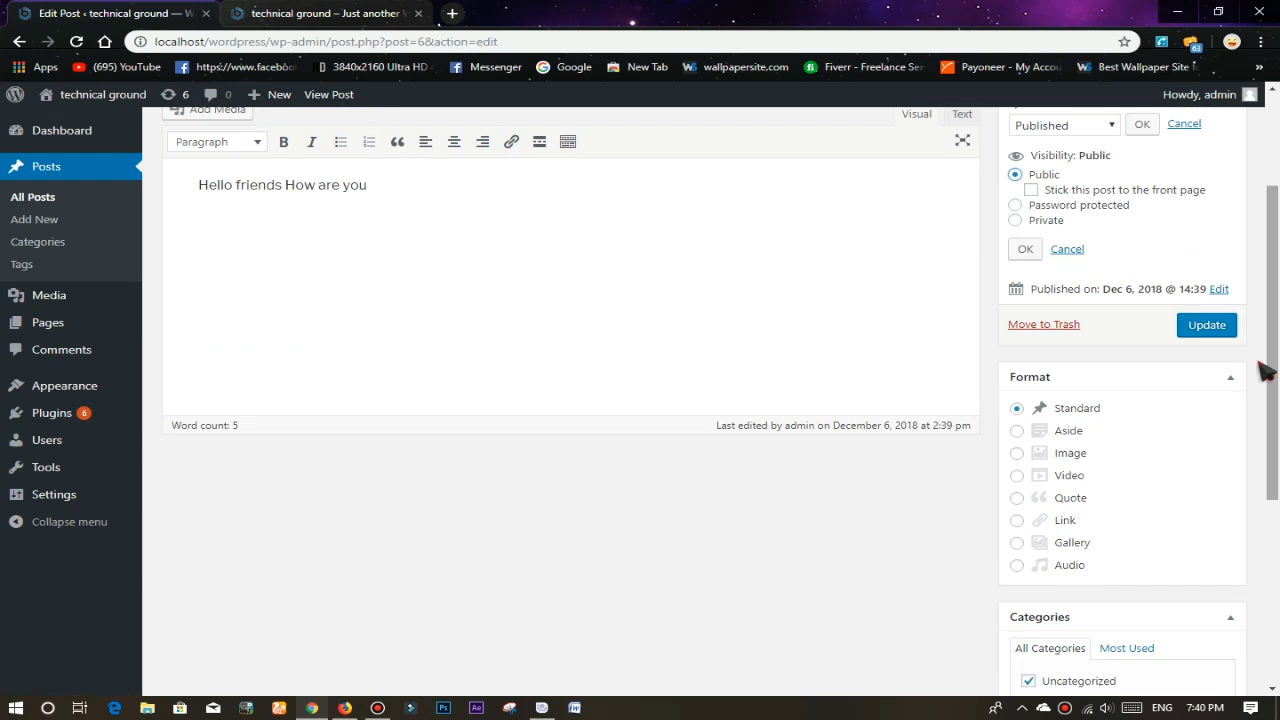 Edit Post ‹ technical ground — W
technical ground – Just another W
localhost/wordpress/wp-admin/post.php?post=6&action=edit
63
Apps
(695) YouTube
https://www.facebo
3840x2160 Ultra HD
Messenger
Google
New Tab
wallpapersite.com
Fiverr - Freelance Ser
Payoneer - My Acco
Best Wallpaper Site f
»
technical ground
6
0
New
View Post
Howdy, admin
Dashboard
Posts
All Posts
Add New
Categories
Tags
Media
Pages
Comments
Appearance
Plugins 6
Users
Tools
Settings
Collapse menu
Add Media
Visual
Text
Paragraph
B
I
Hello friends How are you
Word count: 5
Last edited by admin on December 6, 2018 at 2:39 pm
Published
OK
Cancel
Visibility: Public
Public
Stick this post to the front page
Password protected
Private
OK
Cancel
Published on: Dec 6, 2018 @ 14:39 Edit
Move to Trash
Update
Format
Standard
Aside
Image
Video
Quote
Link
Gallery
Audio
Categories
All Categories
Most Used
Uncategorized
Ps
Ae
ENG
7:40 PM